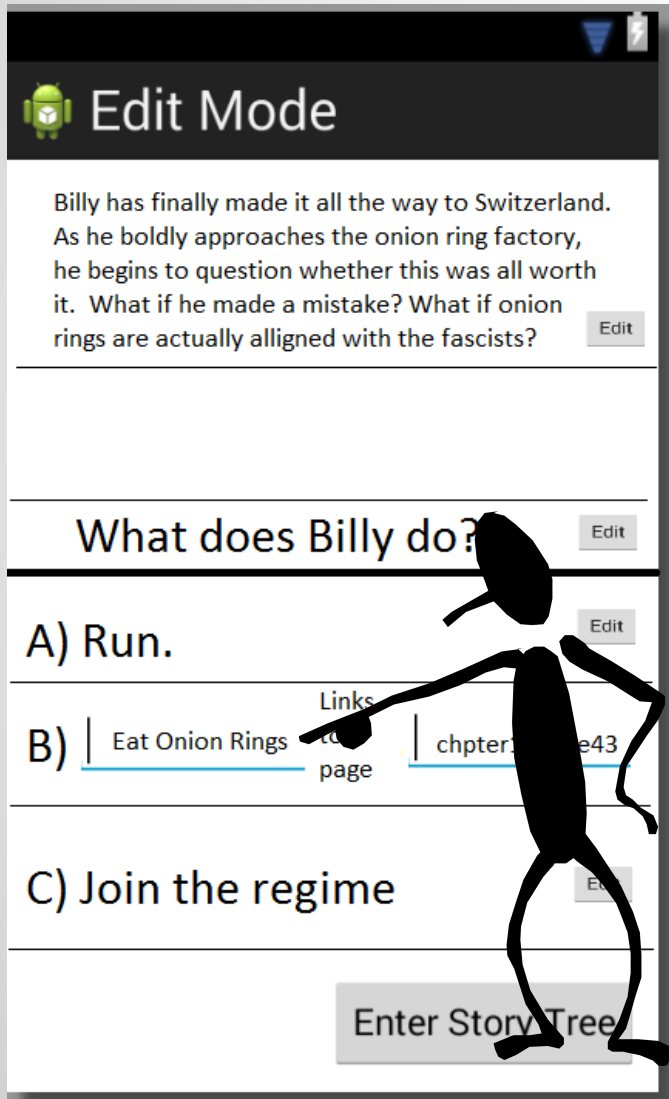 Edit Mode
Billy has finally made it all the way to Switzerland.
As he boldly approaches the onion ring factory,
he begins to question whether this was all worth
it. What if he made a mistake? What if onion
rings are actually alligned with the fascists?
Edit
What does Billy do?
Edit
A) Run.
Edit
B) Eat Onion Rings
Links
page
C) Join the regime
Enter Story Tree